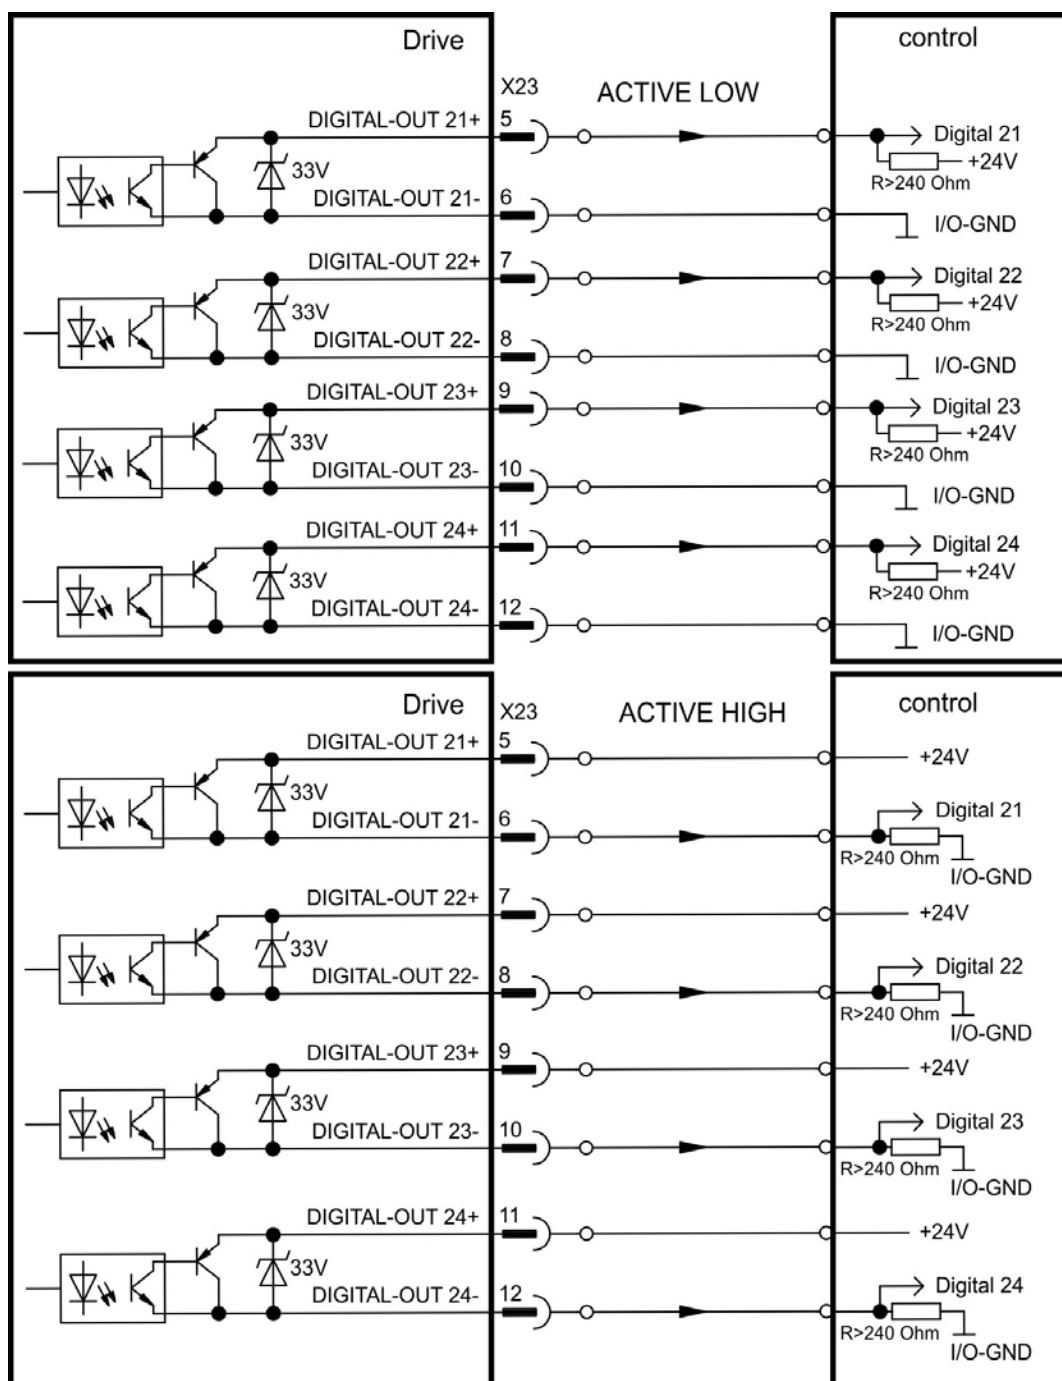 Drive
control
X23
ACTIVE LOW
DIGITAL-OUT 21+
5
Digital 21
33V
+24V
R>240 Ohm
DIGITAL-OUT 21-
6
I/O-GND
DIGITAL-OUT 22+
7
Digital 22
33V
+24V
R>240 Ohm
DIGITAL-OUT 22-
8
I/O-GND
DIGITAL-OUT 23+
9
Digital 23
33V
+24V
R>240 Ohm
DIGITAL-OUT 23-
10
I/O-GND
DIGITAL-OUT 24+
11
Digital 24
33V
+24V
R>240 Ohm
DIGITAL-OUT 24-
12
I/O-GND
Drive
control
X23
ACTIVE HIGH
DIGITAL-OUT 21+
5
+24V
33V
DIGITAL-OUT 21-
6
Digital 21
R>240 Ohm
I/O-GND
DIGITAL-OUT 22+
7
+24V
33V
DIGITAL-OUT 22-
8
Digital 22
R>240 Ohm
I/O-GND
DIGITAL-OUT 23+
9
+24V
33V
DIGITAL-OUT 23-
10
Digital 23
R>240 Ohm
I/O-GND
DIGITAL-OUT 24+
11
+24V
33V
DIGITAL-OUT 24-
12
Digital 24
R>240 Ohm
I/O-GND